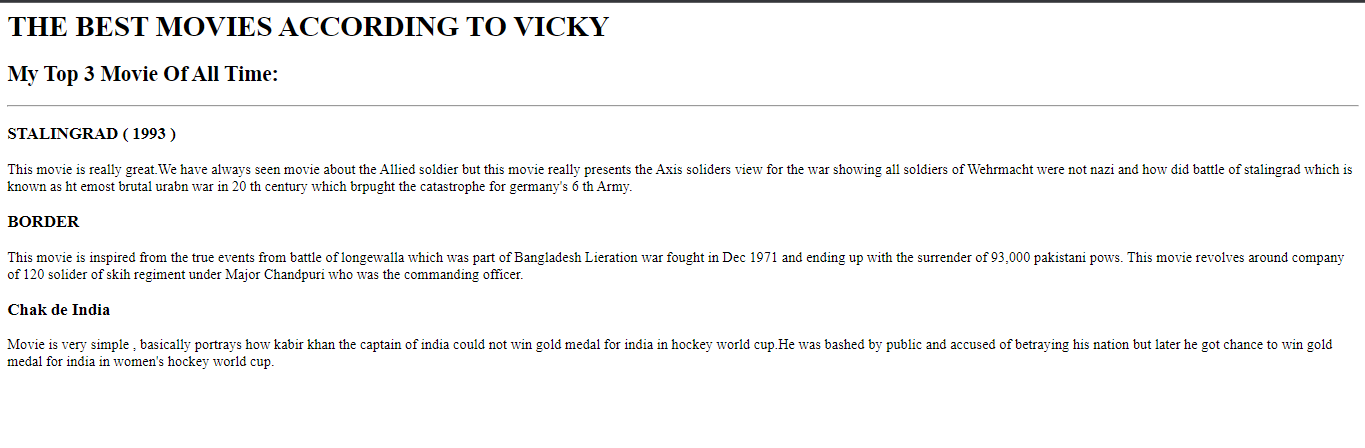 THE BEST MOVIES ACCORDING TO VICKY
My Top 3 Movie Of All Time:
STALINGRAD ( 1993 )
This movie is really great.We have always seen movie about the Allied soldier but this movie really presents the Axis soliders view for the war showing all soldiers of Wehrmacht were not nazi and how did battle of stalingrad which is
known as ht emost brutal urabn war in 20 th century which brpught the catastrophe for germany's 6 th Army.
BORDER
This movie is inspired from the true events from battle of longewalla which was part of Bangladesh Lieration war fought in Dec 1971 and ending up with the surrender of 93,000 pakistani pows. This movie revolves around company
of 120 solider of skih regiment under Major Chandpuri who was the commanding officer.
Chak de India
Movie is very simple , basically portrays how kabir khan the captain of india could not win gold medal for india in hockey world cup.He was bashed by public and accused of betraying his nation but later he got chance to win gold
medal for india in women's hockey world cup.